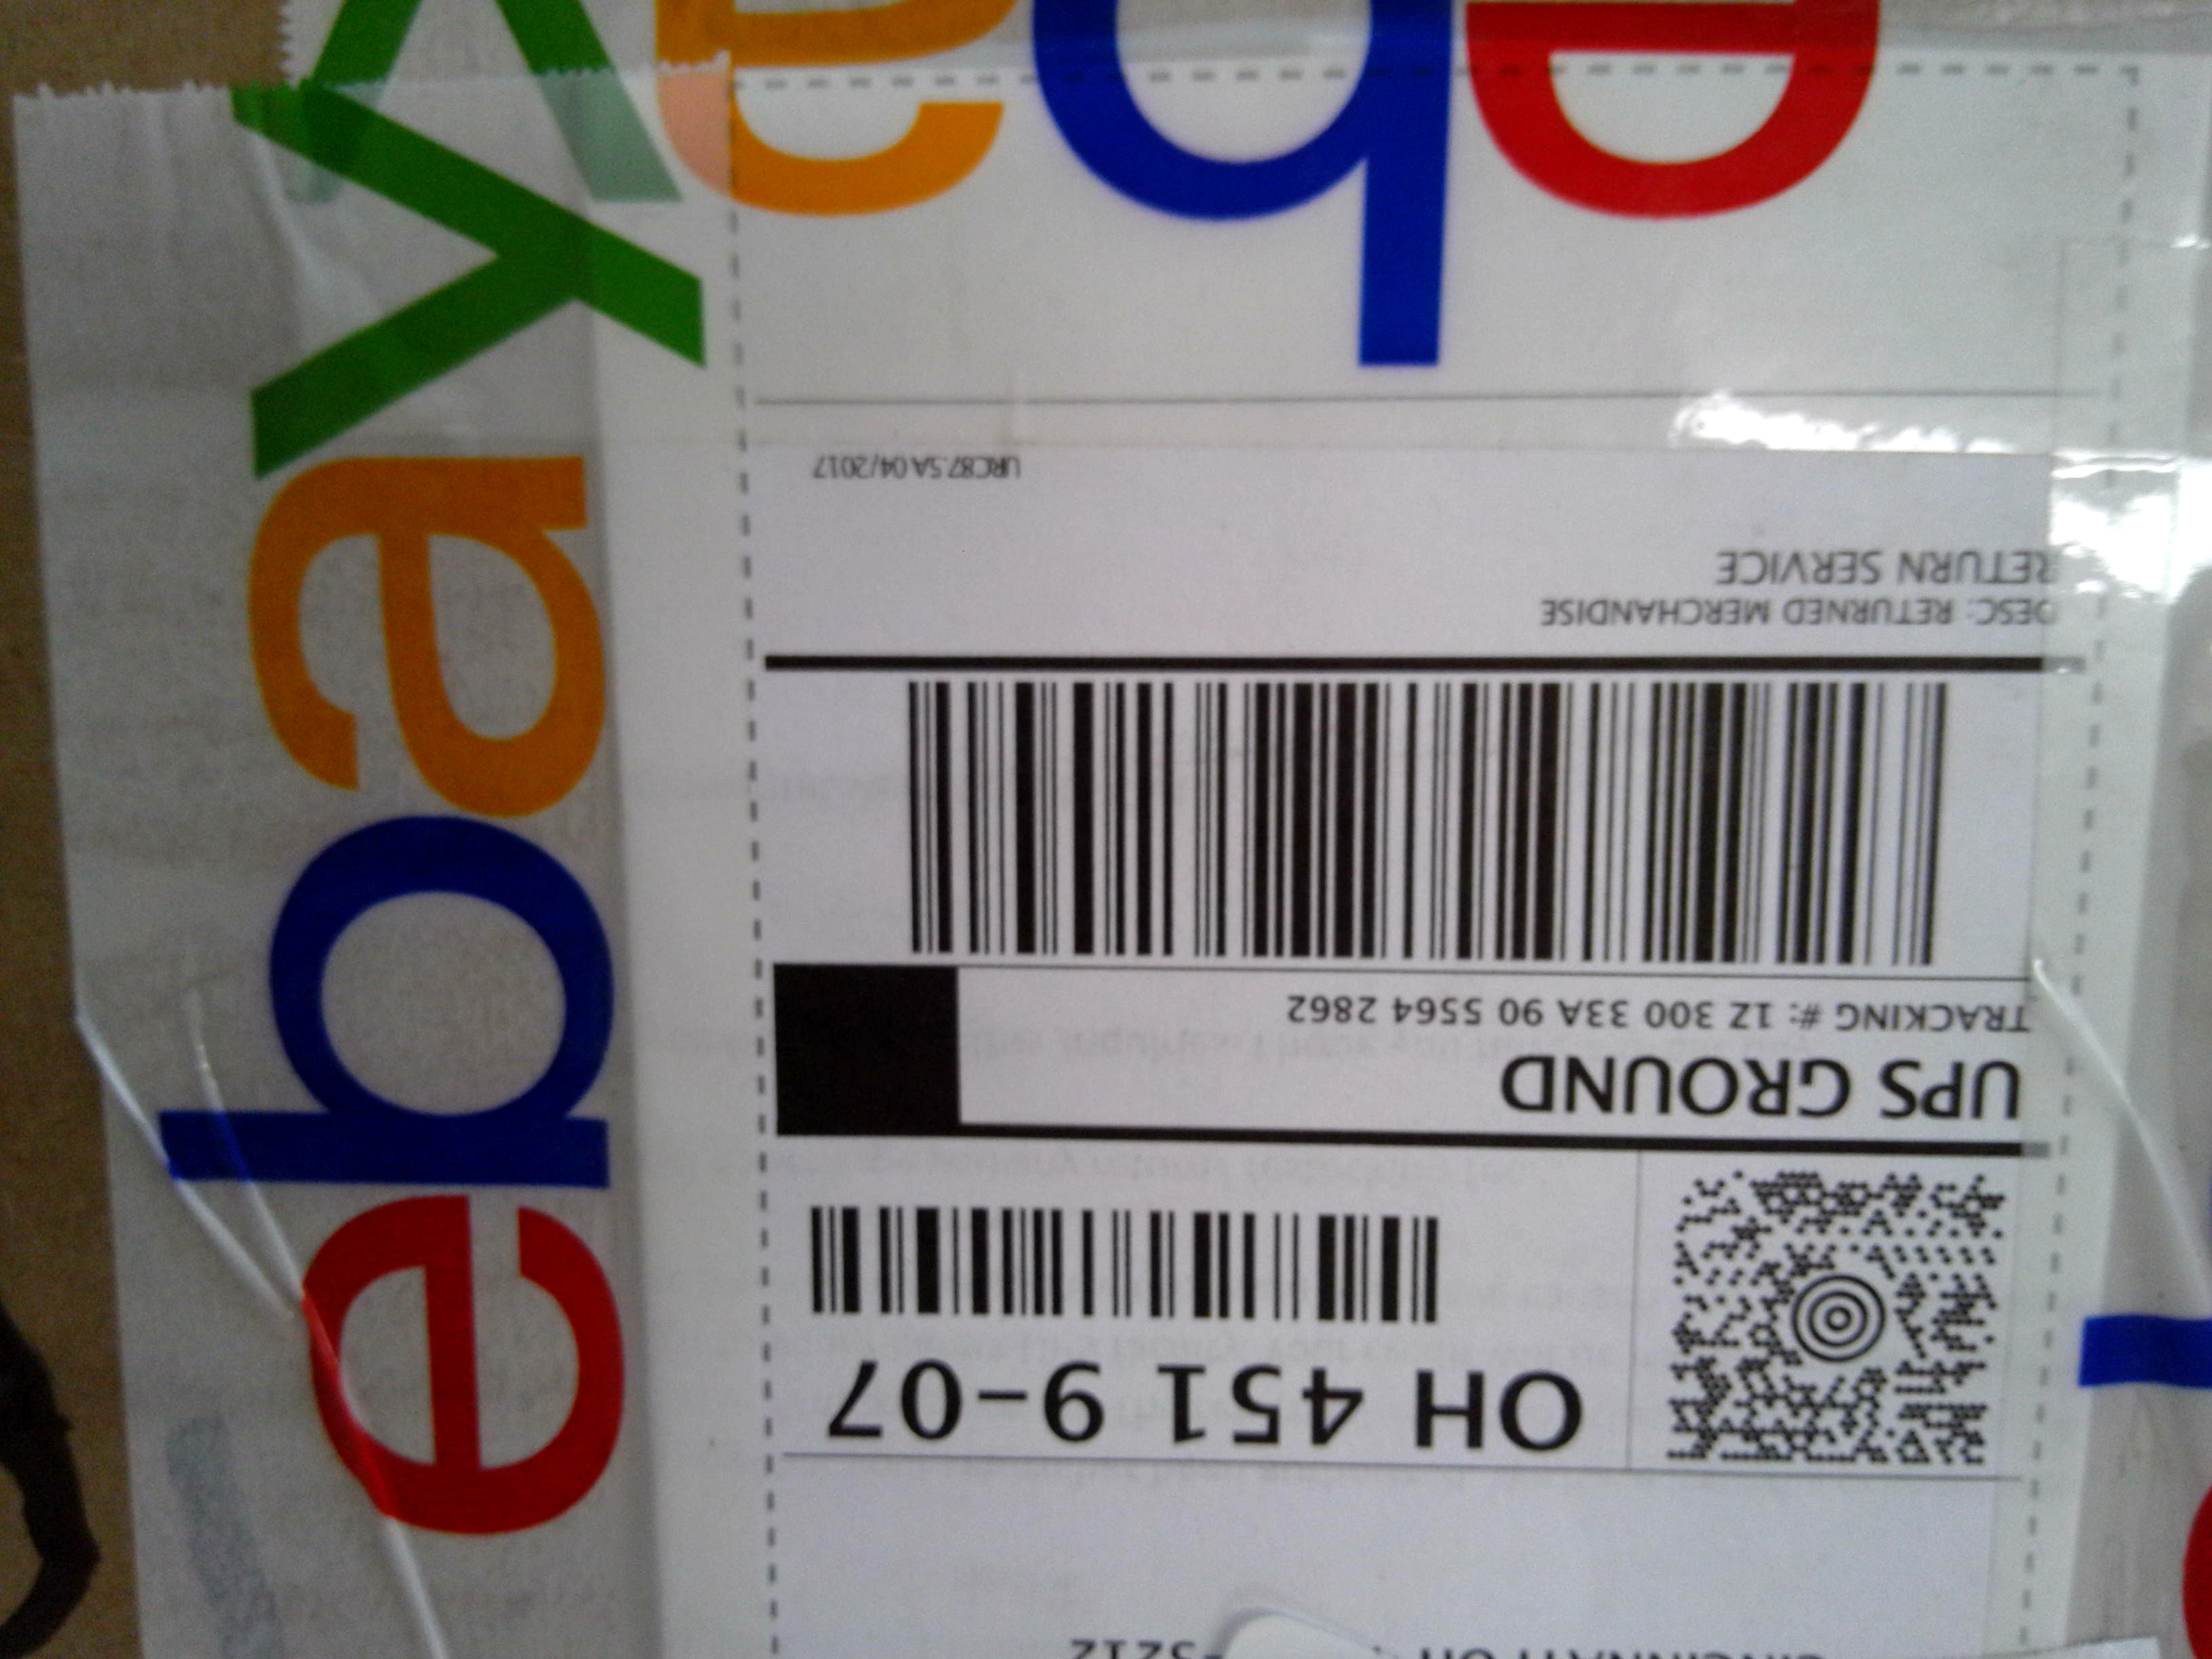 OH 451 9-07
UPS GROUND
TRACKING #: 1Z 300 33A 90 5564 2862
DESC: RETURNED MERCHANDISE
RETURN SERVICE
URC87.5A 04/2017
ebay
eba